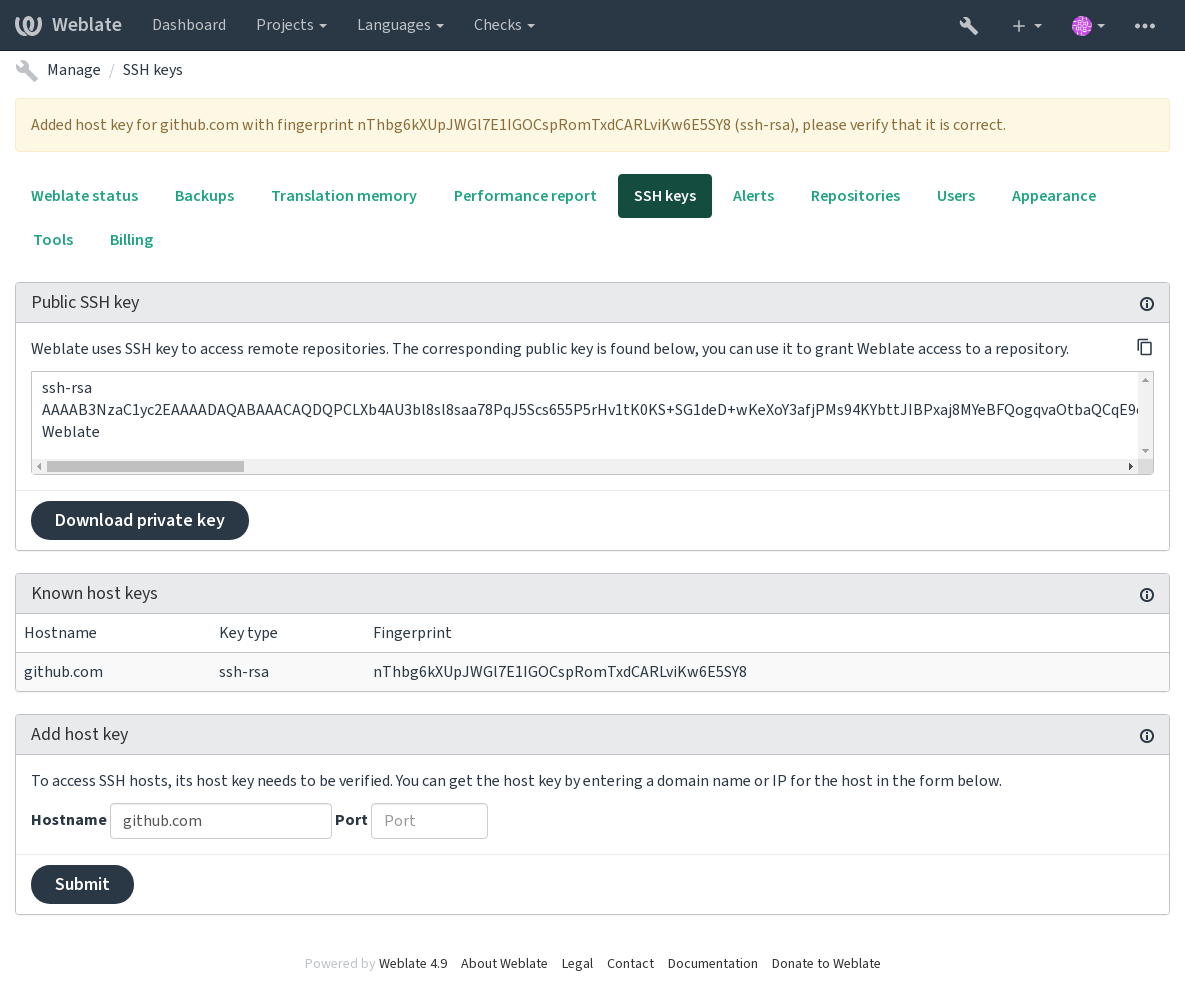 Weblate Dashboard Projects Languages Checks
Manage / SSH keys
Added host key for github.com with fingerprint nThbg6kXUpJWGl7E1IGOCspRomTxdCARLviKw6E5SY8 (ssh-rsa), please verify that it is correct.
Weblate status Backups Translation memory Performance report SSH keys Alerts Repositories Users Appearance
Tools Billing
Public SSH key
Weblate uses SSH key to access remote repositories. The corresponding public key is found below, you can use it to grant Weblate access to a repository.
ssh-rsa
AAAAB3NzaC1yc2EAAAADAQABAAACAQDQPCLXb4AU3bl8sl8saa78PqJ5Scs655P5rHv1tK0KS+SG1deD+wKeXoY3afjPMs94KYbttJIBPxaj8MYeBFQogqvaOtbaQCqE9
Weblate
Download private key
Known host keys
Hostname Key type Fingerprint
github.com ssh-rsa nThbg6kXUpJWGl7E1IGOCspRomTxdCARLviKw6E5SY8
Add host key
To access SSH hosts, its host key needs to be verified. You can get the host key by entering a domain name or IP for the host in the form below.
Hostname github.com Port Port
Submit
Powered by Weblate 4.9 About Weblate Legal Contact Documentation Donate to Weblate